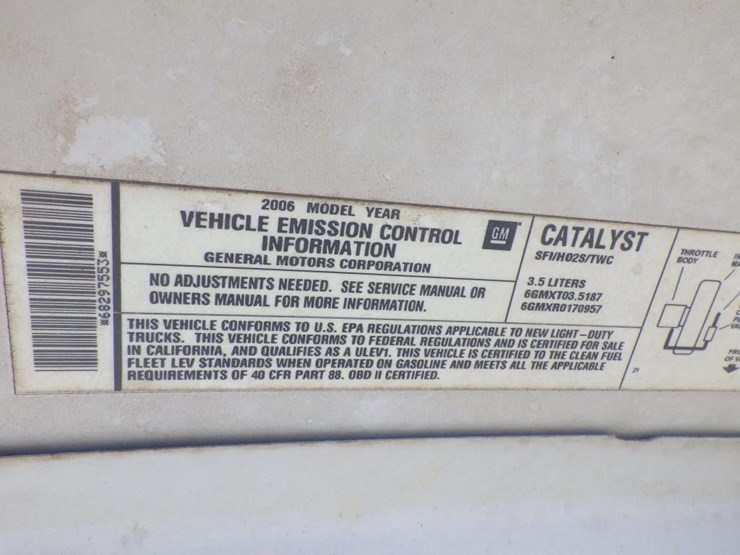 *68297553*
2006 MODEL YEAR
VEHICLE EMISSION CONTROL
INFORMATION
GENERAL MOTORS CORPORATION
GM
NO ADJUSTMENTS NEEDED. SEE SERVICE MANUAL OR
OWNERS MANUAL FOR MORE INFORMATION.
CATALYST
SFI/HO2S/TWC
3.5 LITERS
6GMXT03.5187
6GMXR0170957
THIS VEHICLE CONFORMS TO U.S. EPA REGULATIONS APPLICABLE TO NEW LIGHT-DUTY
TRUCKS. THIS VEHICLE CONFORMS TO FEDERAL REGULATIONS AND IS CERTIFIED FOR SALE
IN CALIFORNIA, AND QUALIFIES AS A ULEV1. THIS VEHICLE IS CERTIFIED TO THE CLEAN FUEL
FLEET LEV STANDARDS WHEN OPERATED ON GASOLINE AND MEETS ALL THE APPLICABLE
REQUIREMENTS OF 40 CFR PART 88. OBD II CERTIFIED.
THROTTLE
BODY